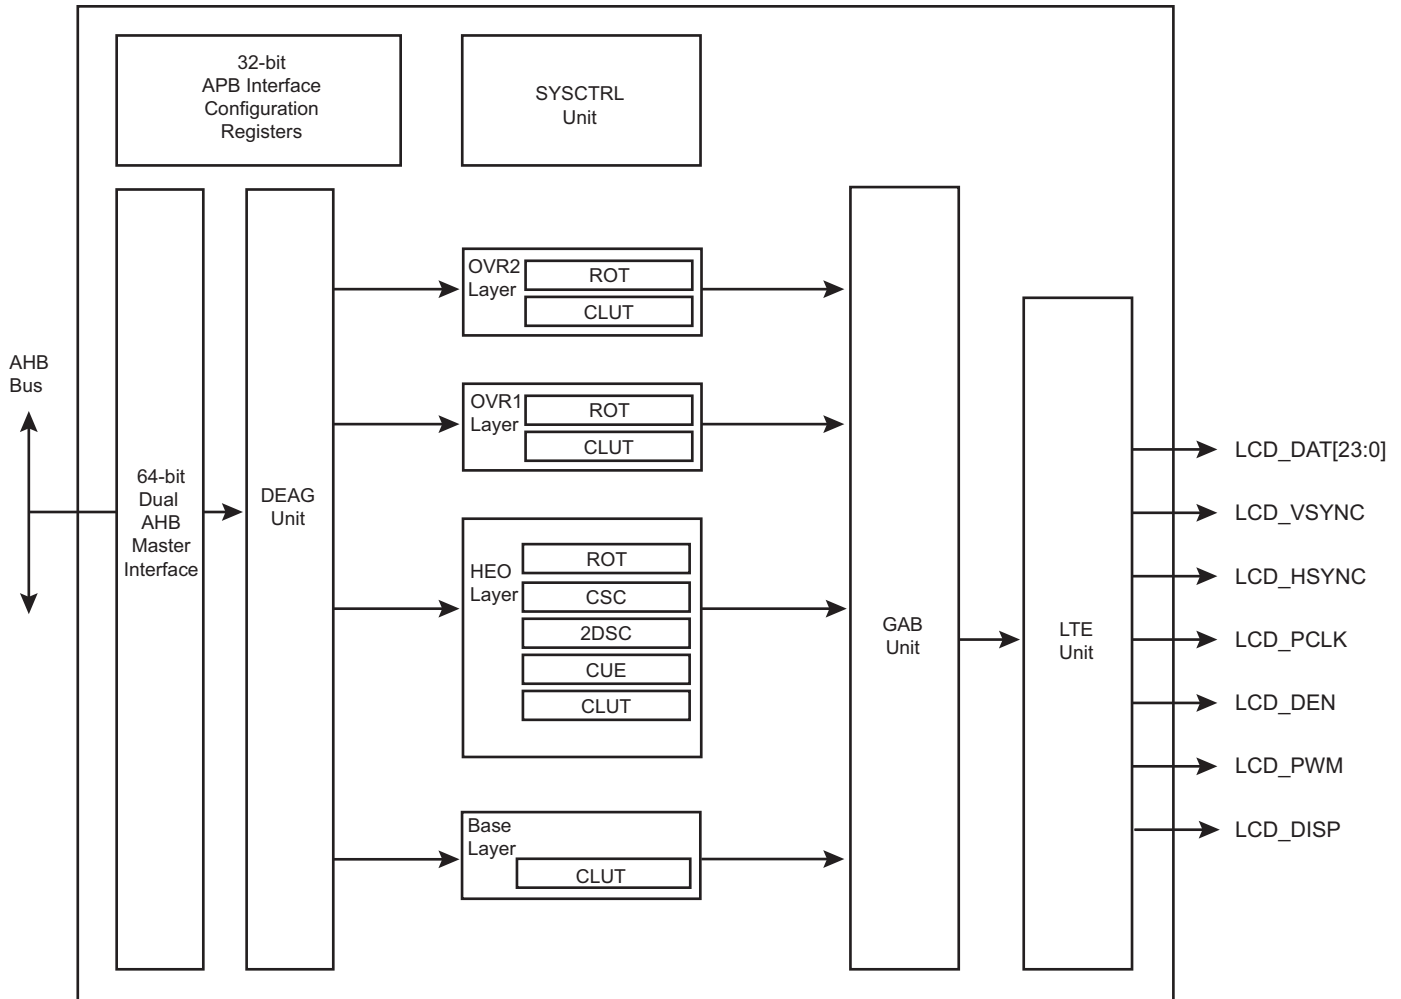 32-bit
APB Interface
Configuration
Registers
SYSCTRL
Unit
AHB
Bus
64-bit
Dual
AHB
Master
Interface
DEAG
Unit
OVR2
Layer
ROT
CLUT
OVR1
Layer
ROT
CLUT
HEO
Layer
ROT
CSC
2DSC
CUE
CLUT
Base
Layer
CLUT
GAB
Unit
LTE
Unit
LCD_DAT[23:0]
LCD_VSYNC
LCD_HSYNC
LCD_PCLK
LCD_DEN
LCD_PWM
LCD_DISP